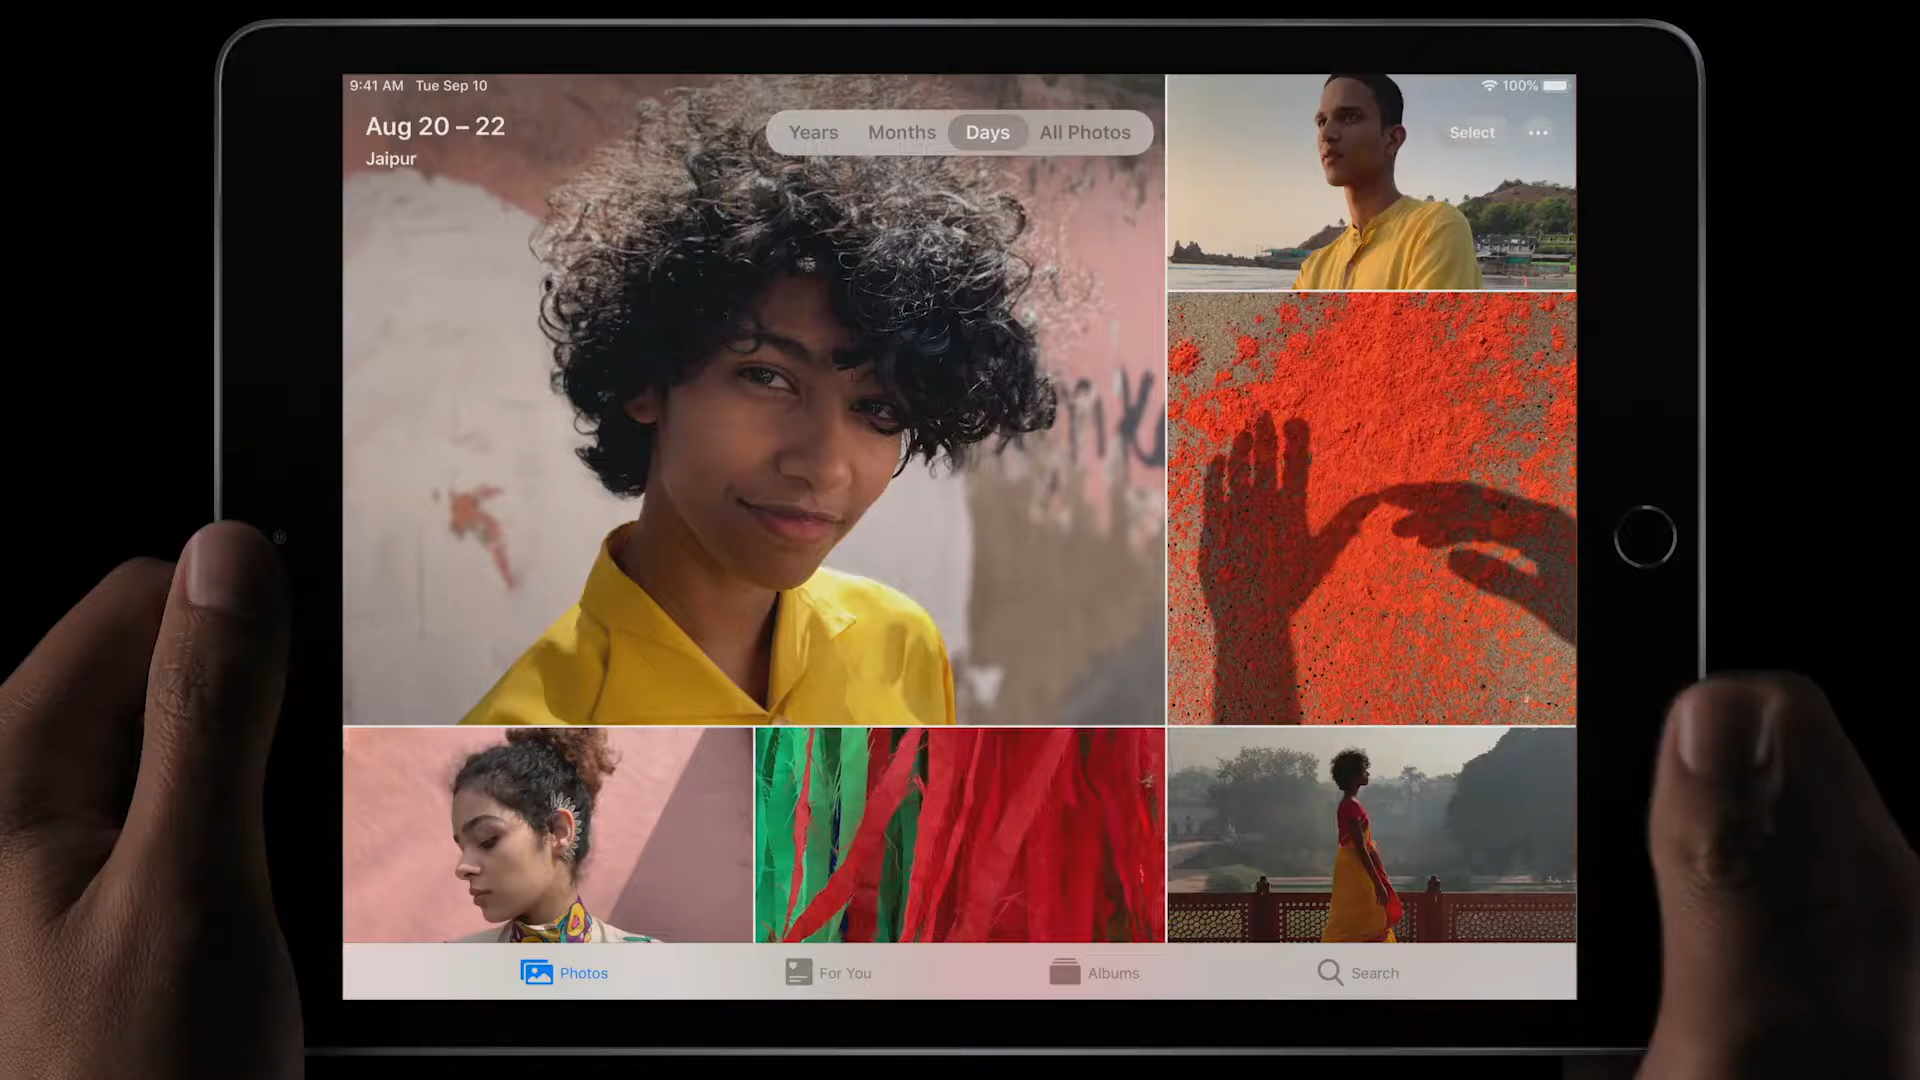 9:41 AM Tue Sep 10
100%
Aug 20 – 22
Jaipur
Years Months Days All Photos
Select
Photos For You Albums Search